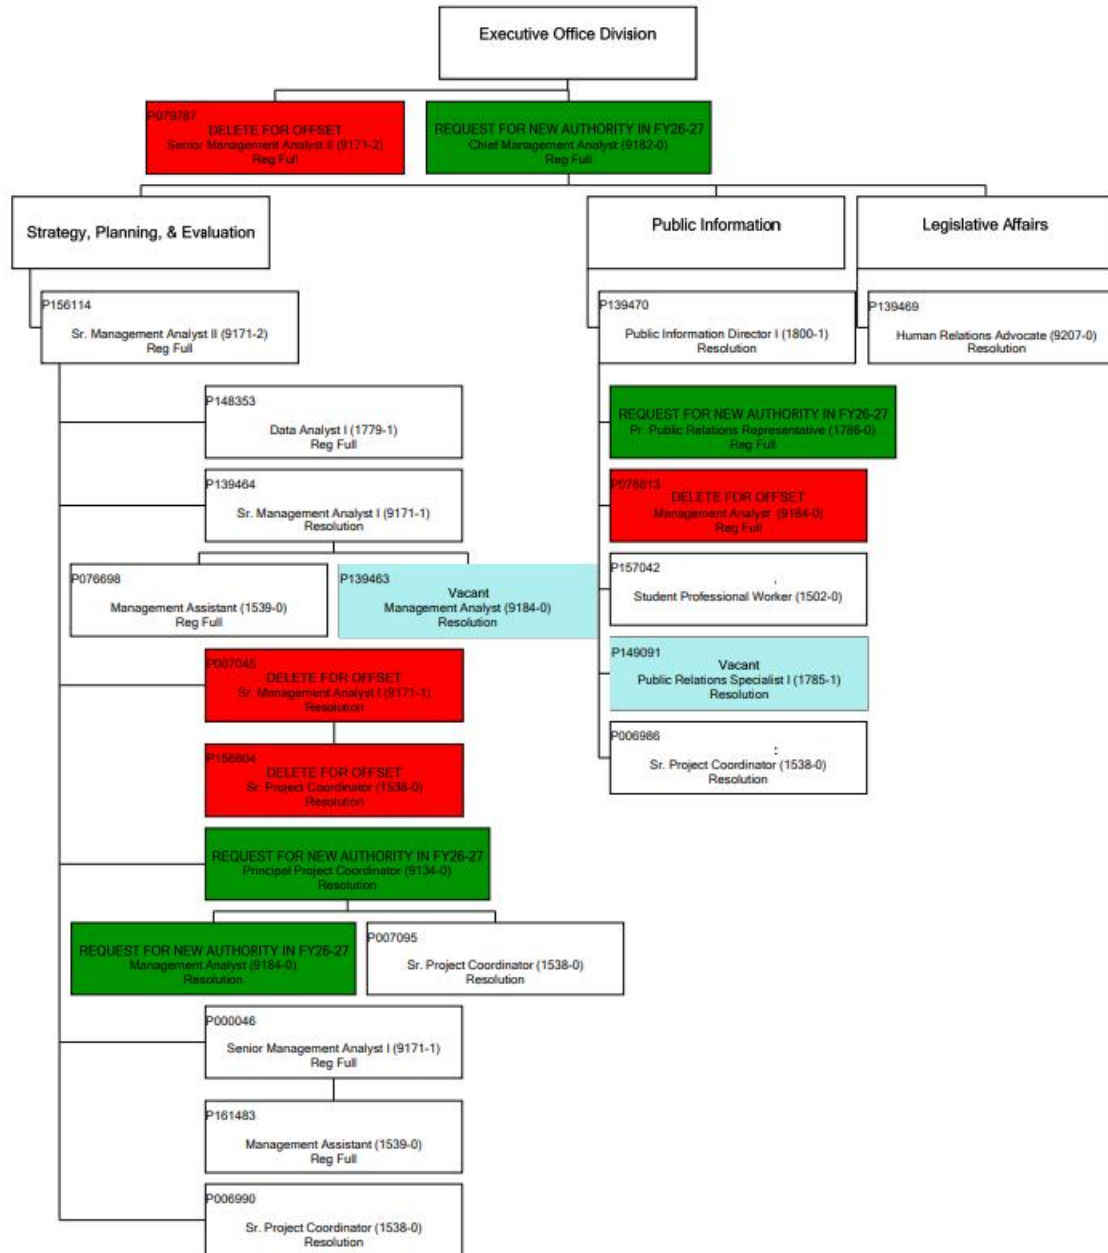 Executive Office Division
P079787
DELETE FOR OFFSET
Senior Management Analyst II (9171-2)
Reg Full
REQUEST FOR NEW AUTHORITY IN FY26-27
Chief Management Analyst (9182-0)
Reg Full
Strategy, Planning, & Evaluation
Public Information
Legislative Affairs
P156114
Sr. Management Analyst II (9171-2)
Reg Full
P139470
Public Information Director I (1800-1)
Resolution
P139469
Human Relations Advocate (9207-0)
Resolution
P148353
Data Analyst I (1779-1)
Reg Full
REQUEST FOR NEW AUTHORITY IN FY26-27
Pr. Public Relations Representative (1786-0)
Reg Full
P139464
Sr. Management Analyst I (9171-1)
Resolution
P076613
DELETE FOR OFFSET
Management Analyst (9184-0)
Reg Full
P076698
Management Assistant (1539-0)
Reg Full
P139463
Vacant
Management Analyst (9184-0)
Resolution
P157042
Student Professional Worker (1502-0)
P007045
DELETE FOR OFFSET
Sr. Management Analyst I (9171-1)
Resolution
P149091
Vacant
Public Relations Specialist I (1785-1)
Resolution
P156604
DELETE FOR OFFSET
Sr. Project Coordinator (1538-0)
Resolution
P006986
:
Sr. Project Coordinator (1538-0)
Resolution
REQUEST FOR NEW AUTHORITY IN FY26-27
Principal Project Coordinator (9134-0)
Resolution
REQUEST FOR NEW AUTHORITY IN FY26-27
Management Analyst (9184-0)
Resolution
P007095
Sr. Project Coordinator (1538-0)
Resolution
P000046
Senior Management Analyst I (9171-1)
Reg Full
P161483
Management Assistant (1539-0)
Reg Full
P006990
Sr. Project Coordinator (1538-0)
Resolution